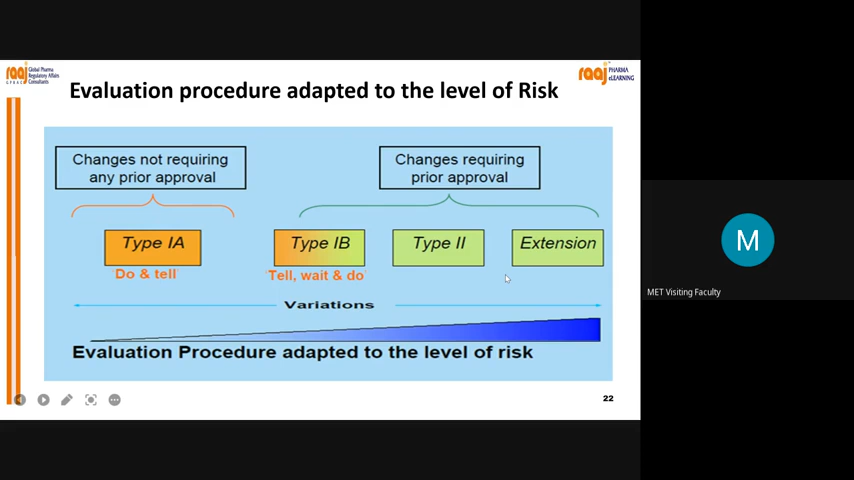 raaj
Global Pharma
Regulatory Affairs
Consultants
raaj
PHARMA
eLEARNING
Evaluation procedure adapted to the level of Risk
Changes not requiring
any prior approval
Changes requiring
prior approval
Type IA
Type IB
Type II
Extension
'Do & tell'
'Tell, wait & do'
Variations
Evaluation Procedure adapted to the level of risk
22
M
MET Visiting Faculty